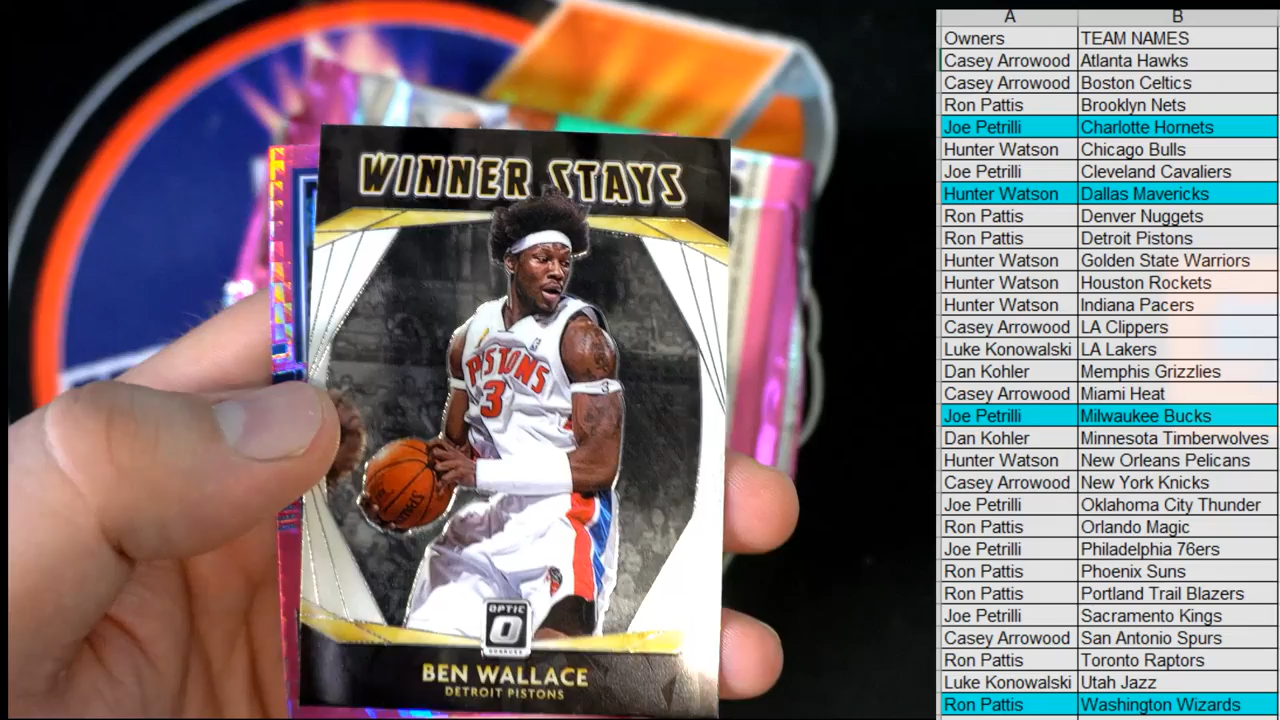 WINNER STAYS
PISTONS
3
3
OPTIC
DONRUSS
BEN WALLACE
DETROIT PISTONS
A B
Owners TEAM NAMES
Casey Arrowood Atlanta Hawks
Casey Arrowood Boston Celtics
Ron Pattis Brooklyn Nets
Joe Petrilli Charlotte Hornets
Hunter Watson Chicago Bulls
Joe Petrilli Cleveland Cavaliers
Hunter Watson Dallas Mavericks
Ron Pattis Denver Nuggets
Ron Pattis Detroit Pistons
Hunter Watson Golden State Warriors
Hunter Watson Houston Rockets
Hunter Watson Indiana Pacers
Casey Arrowood LA Clippers
Luke Konowalski LA Lakers
Dan Kohler Memphis Grizzlies
Casey Arrowood Miami Heat
Joe Petrilli Milwaukee Bucks
Dan Kohler Minnesota Timberwolves
Hunter Watson New Orleans Pelicans
Casey Arrowood New York Knicks
Joe Petrilli Oklahoma City Thunder
Ron Pattis Orlando Magic
Joe Petrilli Philadelphia 76ers
Ron Pattis Phoenix Suns
Ron Pattis Portland Trail Blazers
Joe Petrilli Sacramento Kings
Casey Arrowood San Antonio Spurs
Ron Pattis Toronto Raptors
Luke Konowalski Utah Jazz
Ron Pattis Washington Wizards